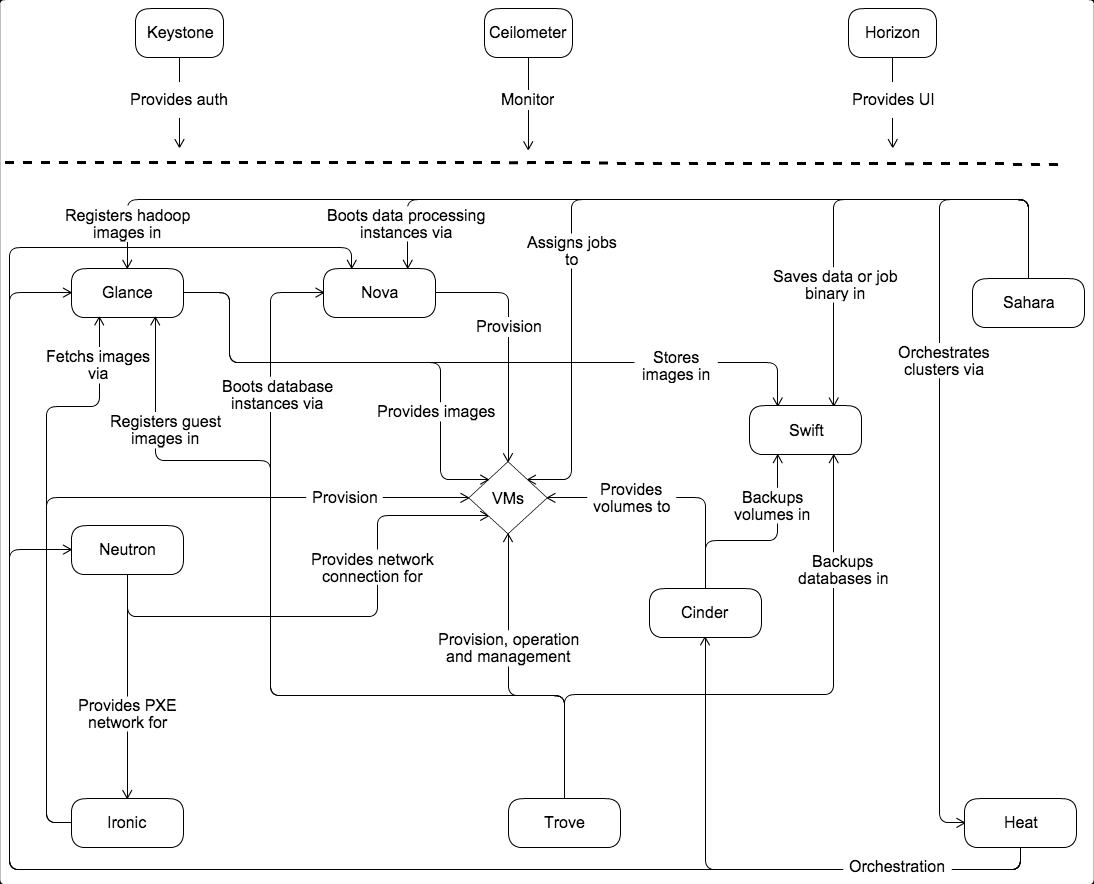 Keystone
Ceilometer
Horizon
Provides auth
Monitor
Provides UI
Registers hadoop
images in
Boots data processing
instances via
Assigns jobs
to
Saves data or job
binary in
Glance
Nova
Sahara
Provision
Fetchs images
via
Stores
images in
Orchestrates
clusters via
Boots database
instances via
Provides images
Registers guest
images in
Swift
Provision
VMs
Provides
volumes to
Backups
volumes in
Neutron
Provides network
connection for
Backups
databases in
Cinder
Provision, operation
and management
Provides PXE
network for
Ironic
Trove
Heat
Orchestration